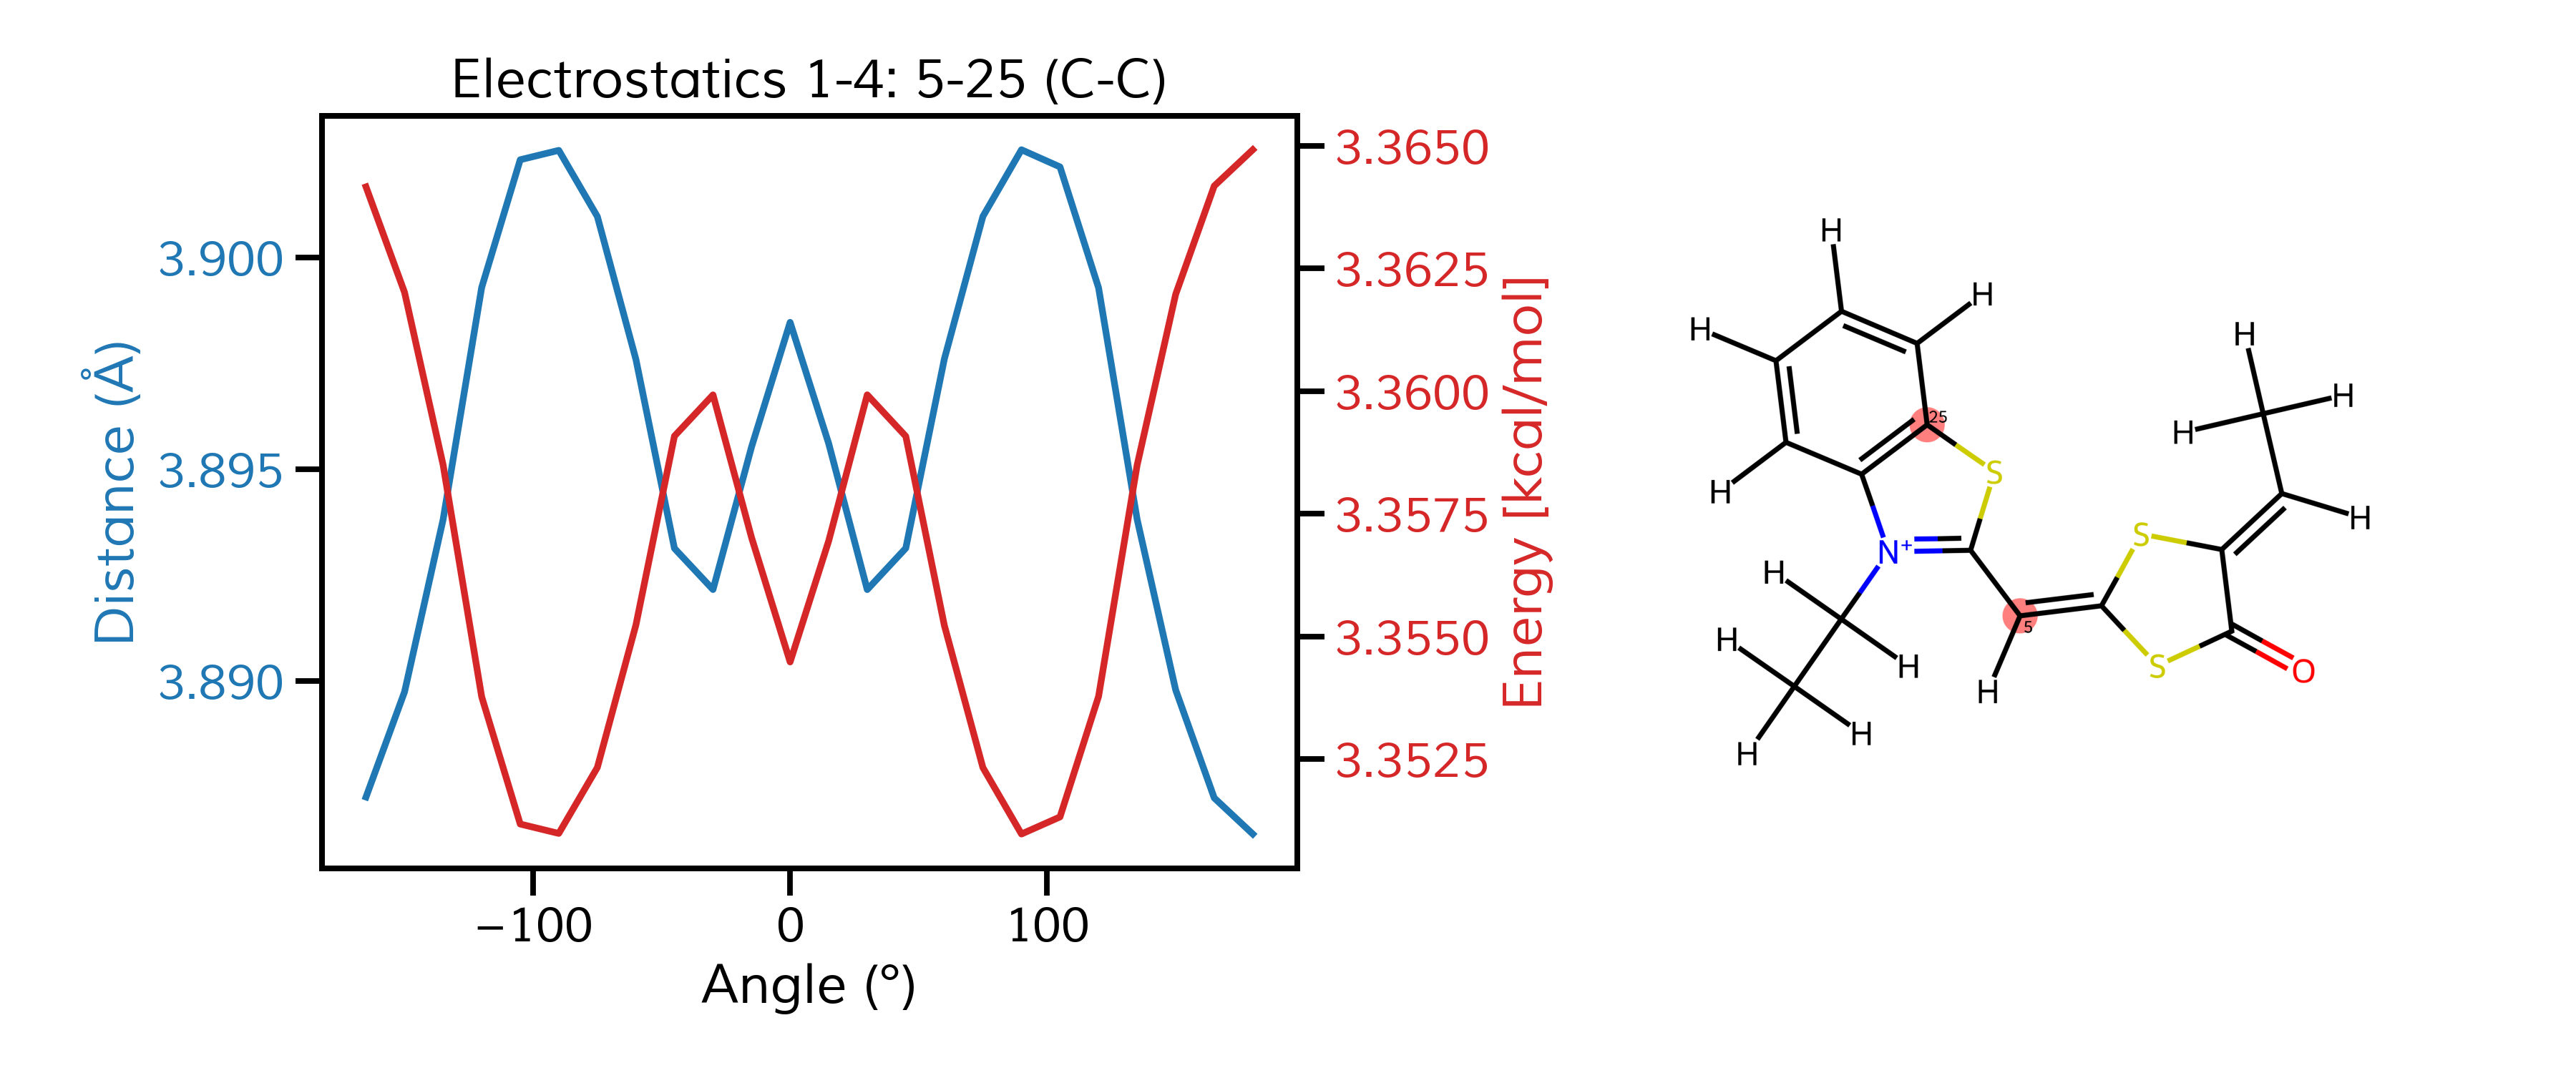 Electrostatics 1-4: 5-25 (C-C)
Distance (Å)
3.900
3.895
3.890
3.3650
3.3625
3.3600
3.3575
3.3550
3.3525
Energy [kcal/mol]
−100 0 100
Angle (°)
H
H
H
H
H
H
25
S
H
H
S
H
N⁺
H
5
H
H
S
O
H
H
H